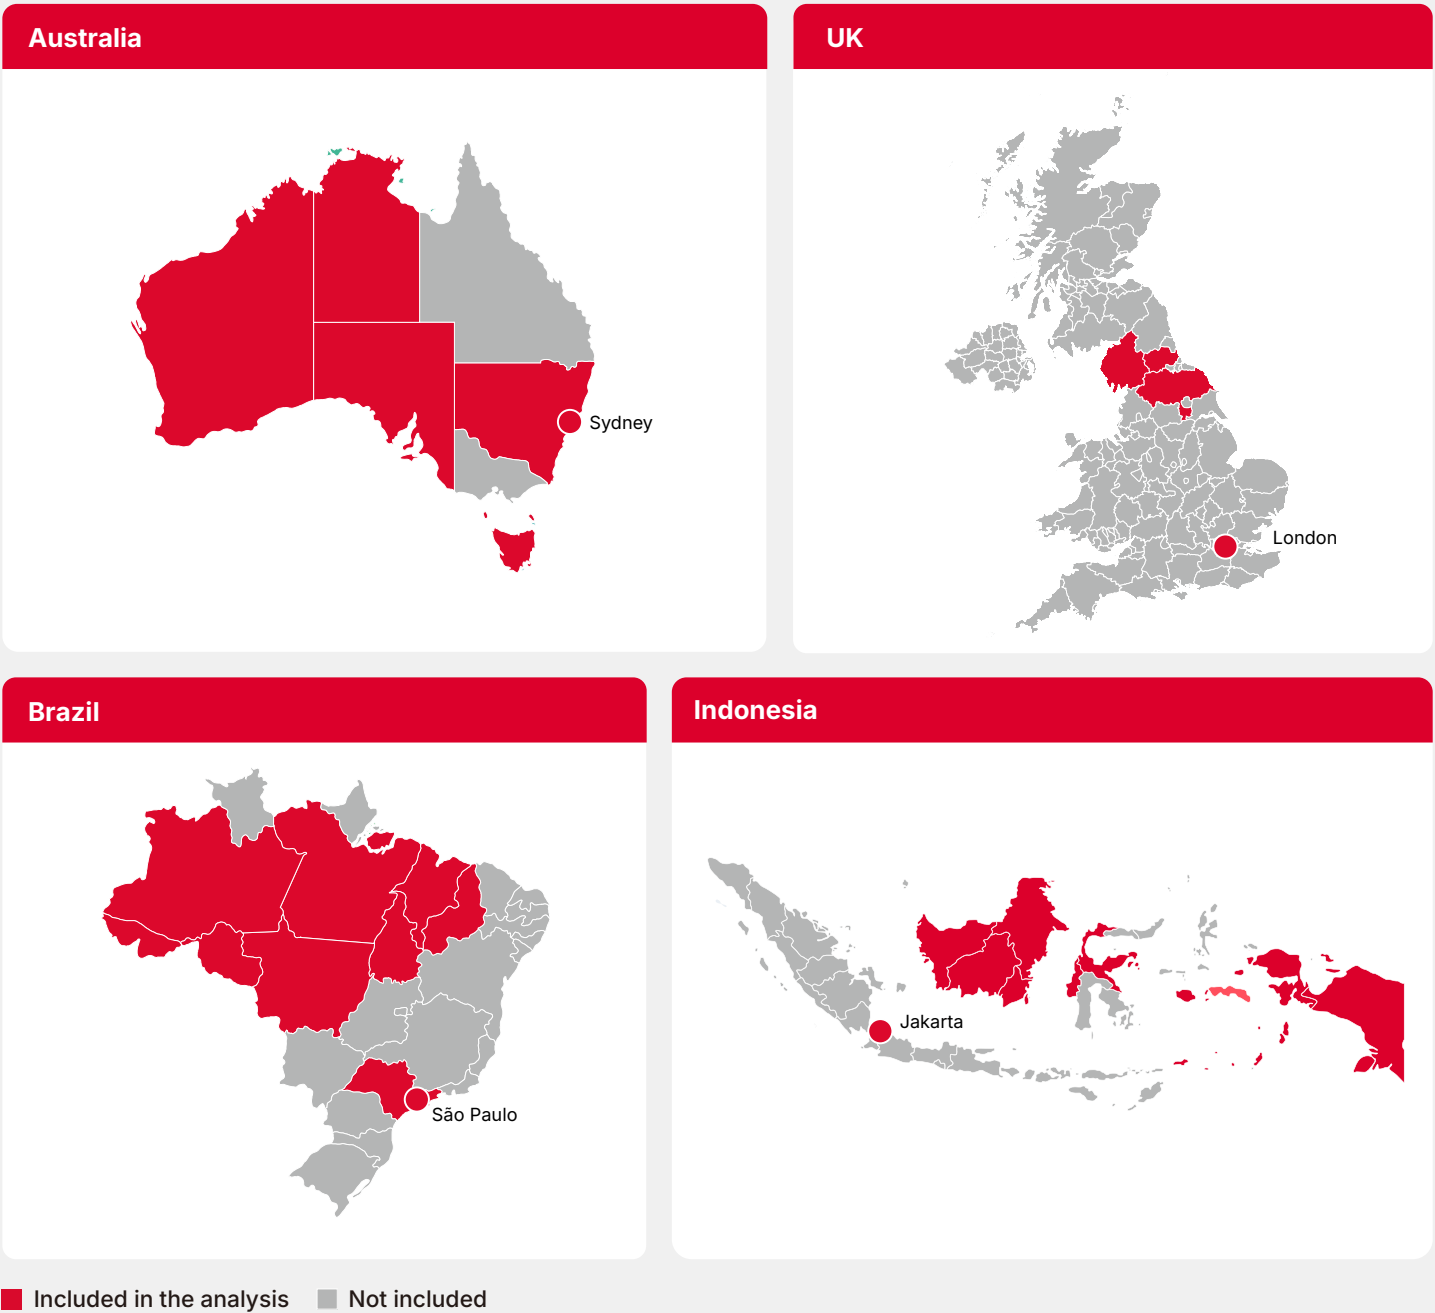 Australia
Sydney
UK
London
Brazil
São Paulo
Indonesia
Jakarta
Included in the analysis
Not included